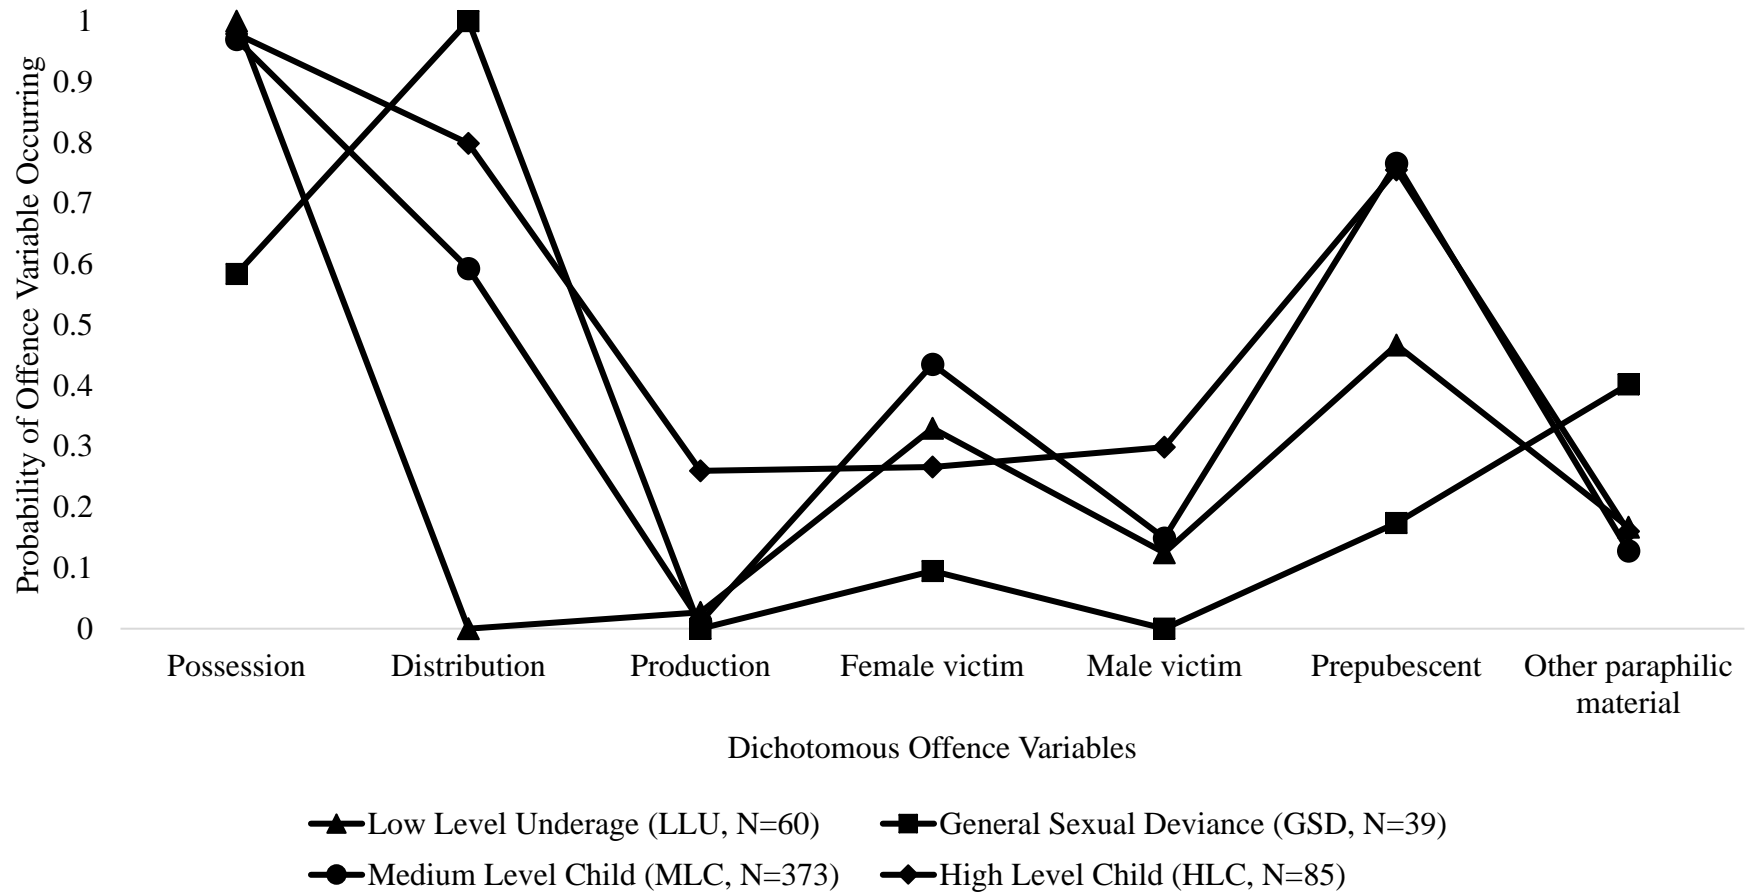 Probability of Offence Variable Occurring
1
0.9
0.8
0.7
0.6
0.5
0.4
0.3
0.2
0.1
0
Possession
Distribution
Production
Female victim
Male victim
Prepubescent
Other paraphilic
material
Dichotomous Offence Variables
Low Level Underage (LLU, N=60)
General Sexual Deviance (GSD, N=39)
Medium Level Child (MLC, N=373)
High Level Child (HLC, N=85)